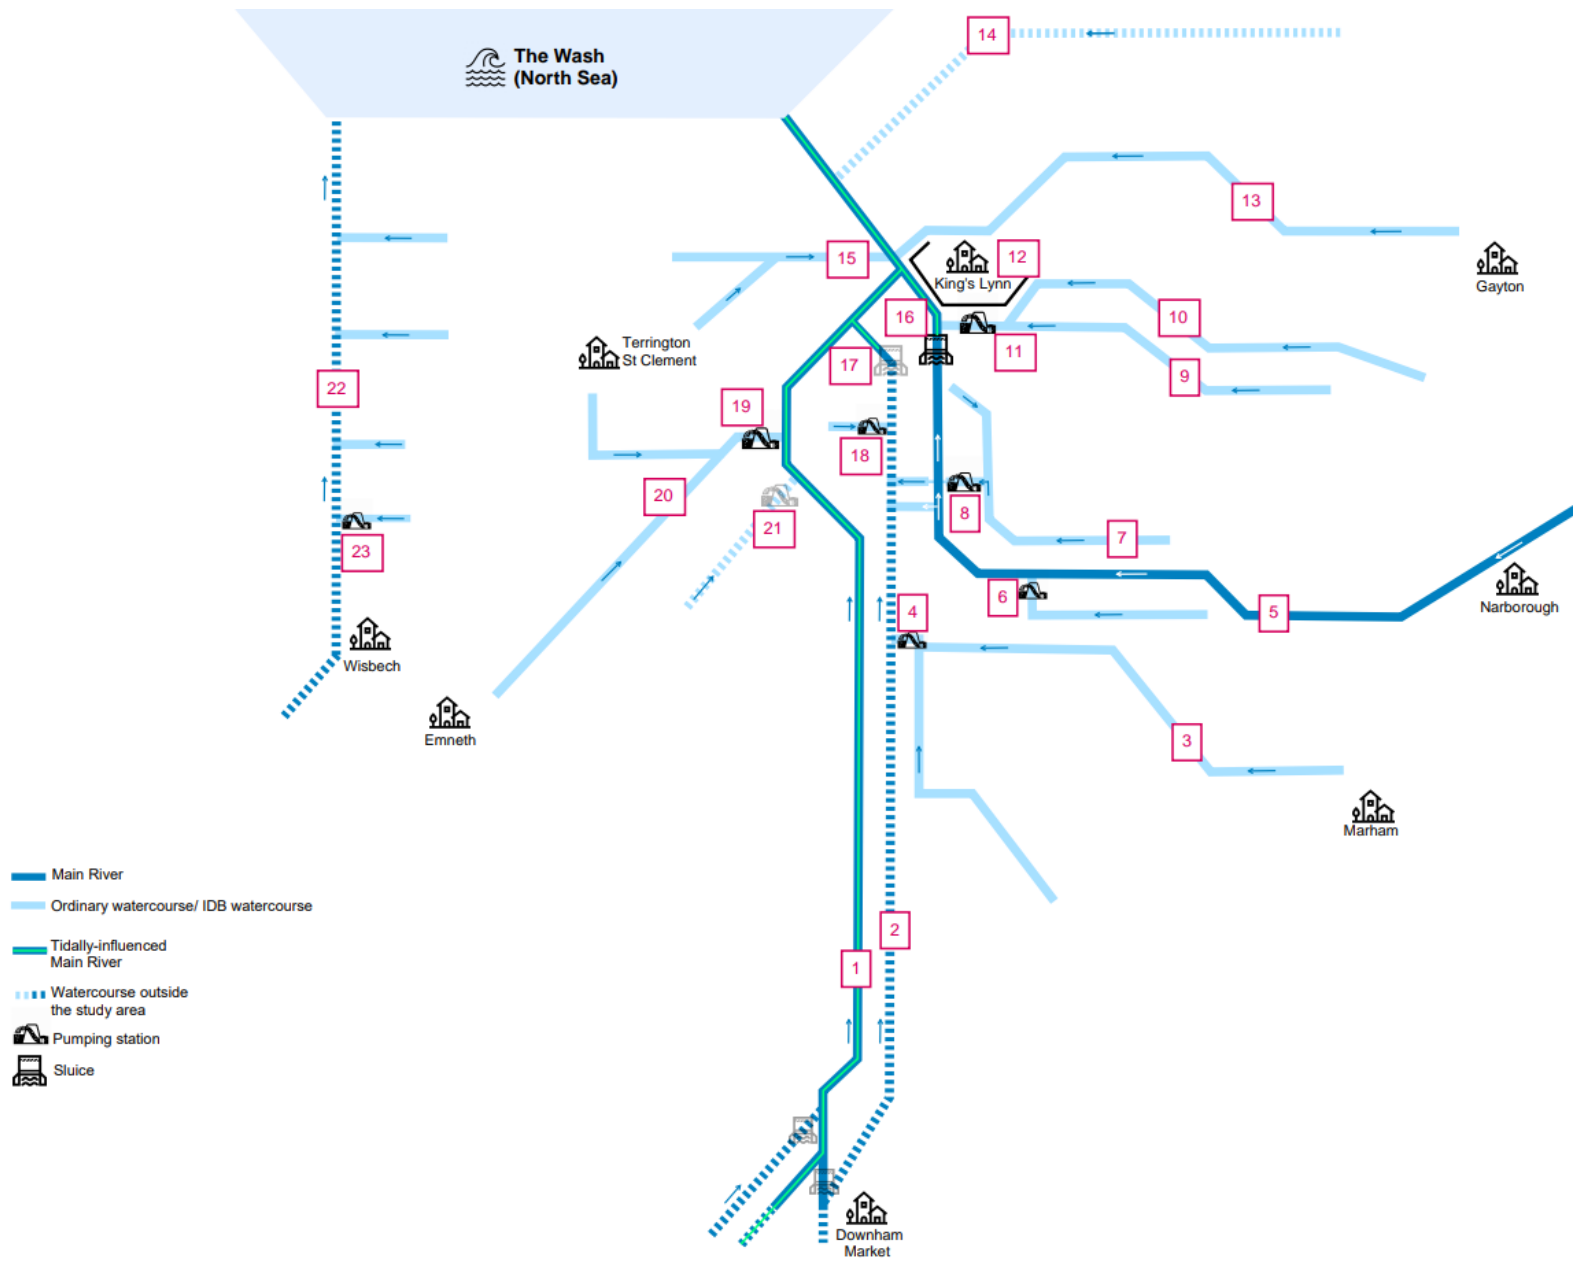 The Wash
(North Sea)
14
13
12
15
King's Lynn
Gayton
16
10
Terrington
St Clement
17
11
22
9
19
18
20
8
21
7
23
6
4
5
Narborough
Wisbech
Emneth
3
Marham
Main River
Ordinary watercourse/ IDB watercourse
2
Tidally-influenced
Main River
1
Watercourse outside
the study area
Pumping station
Sluice
Downham
Market